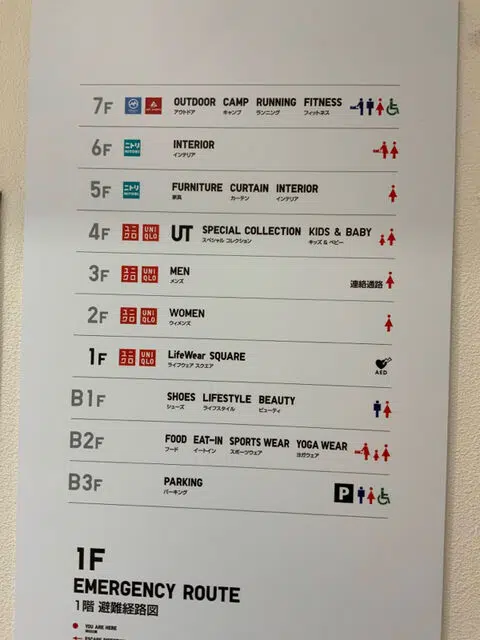 7F OUTDOOR CAMP RUNNING FITNESS
アウトドア キャンプ ランニング フィットネス
6F ニトリ NITORI INTERIOR
インテリア
5F ニトリ NITORI FURNITURE CURTAIN INTERIOR
家具 カーテン インテリア
4F ユニクロ UNIQLO UT SPECIAL COLLECTION KIDS & BABY
スペシャル コレクション キッズ & ベビー
3F ユニクロ UNIQLO MEN 連絡通路
メンズ
2F ユニクロ UNIQLO WOMEN
ウィメンズ
1F ユニクロ UNIQLO LifeWear SQUARE
ライフウェア スクエア AED
B1F SHOES LIFESTYLE BEAUTY
シューズ ライフスタイル ビューティ
B2F FOOD EAT-IN SPORTS WEAR YOGA WEAR
フード イートイン スポーツウェア ヨガウェア
B3F PARKING P
パーキング
1F
EMERGENCY ROUTE
1階 避難経路図
YOU ARE HERE